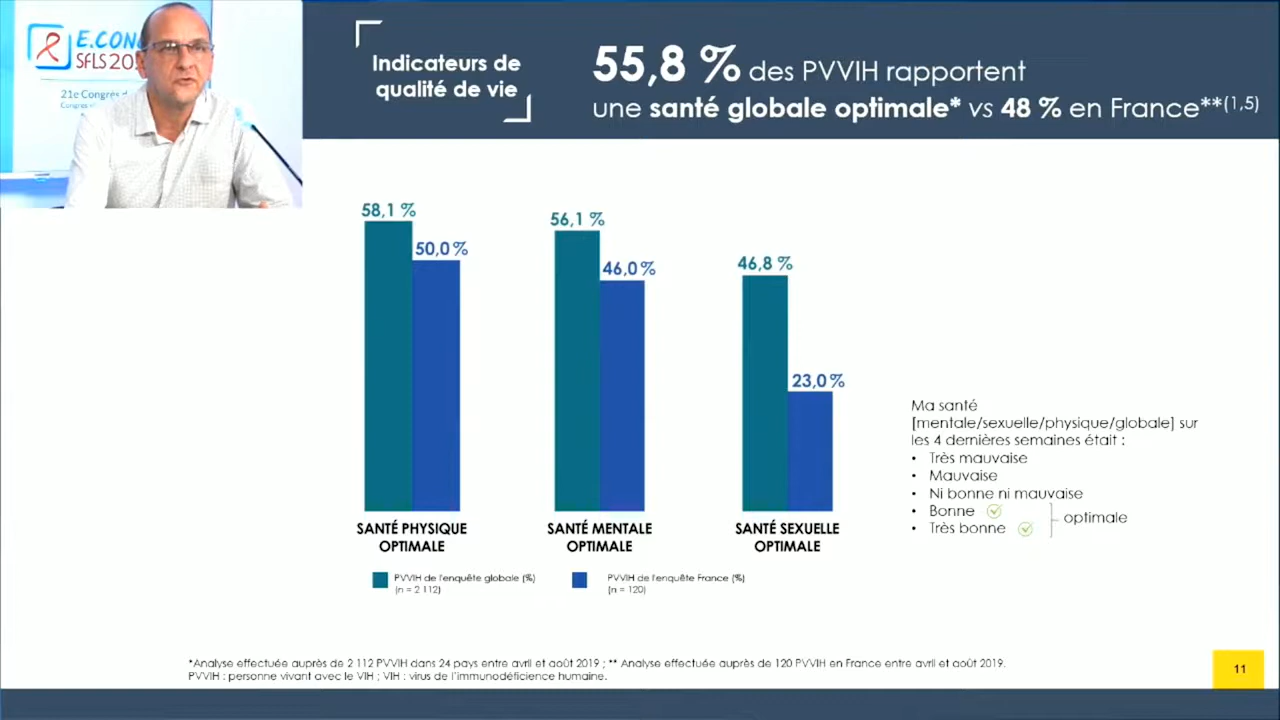 E.CON
SFLS 20
21e Congrès d
Indicateurs de
qualité de vie
55,8 % des PVVIH rapportent
une santé globale optimale* vs 48 % en France**(1,5)
58,1 %
50,0 %
56,1 %
46,0 %
46,8 %
23,0 %
SANTÉ PHYSIQUE
OPTIMALE
SANTÉ MENTALE
OPTIMALE
SANTÉ SEXUELLE
OPTIMALE
PVVIH de l'enquête globale (%)
(n = 2 112)
PVVIH de l'enquête France (%)
(n = 120)
Ma santé
[mentale/sexuelle/physique/globale] sur
les 4 dernières semaines était :
• Très mauvaise
• Mauvaise
• Ni bonne ni mauvaise
• Bonne
• Très bonne
optimale
*Analyse effectuée auprès de 2 112 PVVIH dans 24 pays entre avril et août 2019 ; ** Analyse effectuée auprès de 120 PVVIH en France entre avril et août 2019.
PVVIH : personne vivant avec le VIH ; VIH : virus de l'immunodéficience humaine.
11